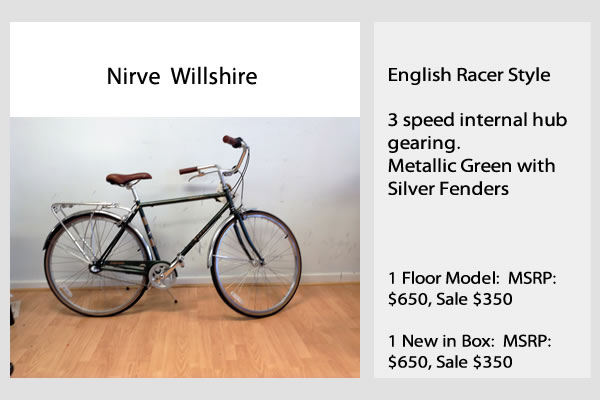 Nirve Willshire
English Racer Style
3 speed internal hub
gearing.
Metallic Green with
Silver Fenders
1 Floor Model: MSRP:
$650, Sale $350
1 New in Box: MSRP:
$650, Sale $350